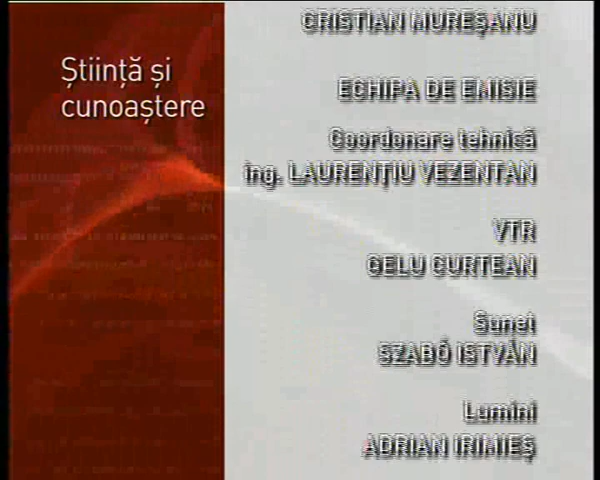 Știință și
cunoaștere
CRISTIAN MUREȘANU
ECHIPA DE EMISIE
Coordonare tehnică
ing. LAURENȚIU VEZENTAN
VTR
GELU CURTEAN
Sunet
SZABÓ ISTVÁN
Lumini
ADRIAN IRIMIEȘ